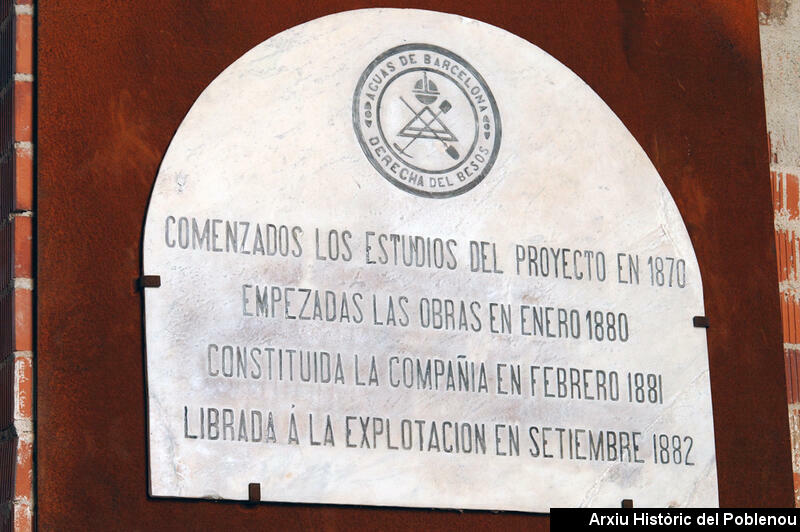 AGUAS DE BARCELONA
DERECHA DEL BESOS
COMENZADOS LOS ESTUDIOS DEL PROYECTO EN 1870
EMPEZADAS LAS OBRAS EN ENERO 1880
CONSTITUIDA LA COMPAÑIA EN FEBRERO 1881
LIBRADA Á LA EXPLOTACION EN SETIEMBRE 1882
Arxiu Històric del Poblenou